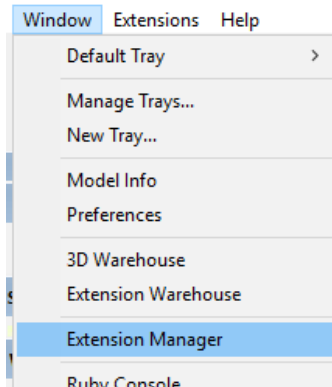 Window Extensions Help
Default Tray
Manage Trays...
New Tray...
Model Info
Preferences
3D Warehouse
Extension Warehouse
Extension Manager
Ruby Console